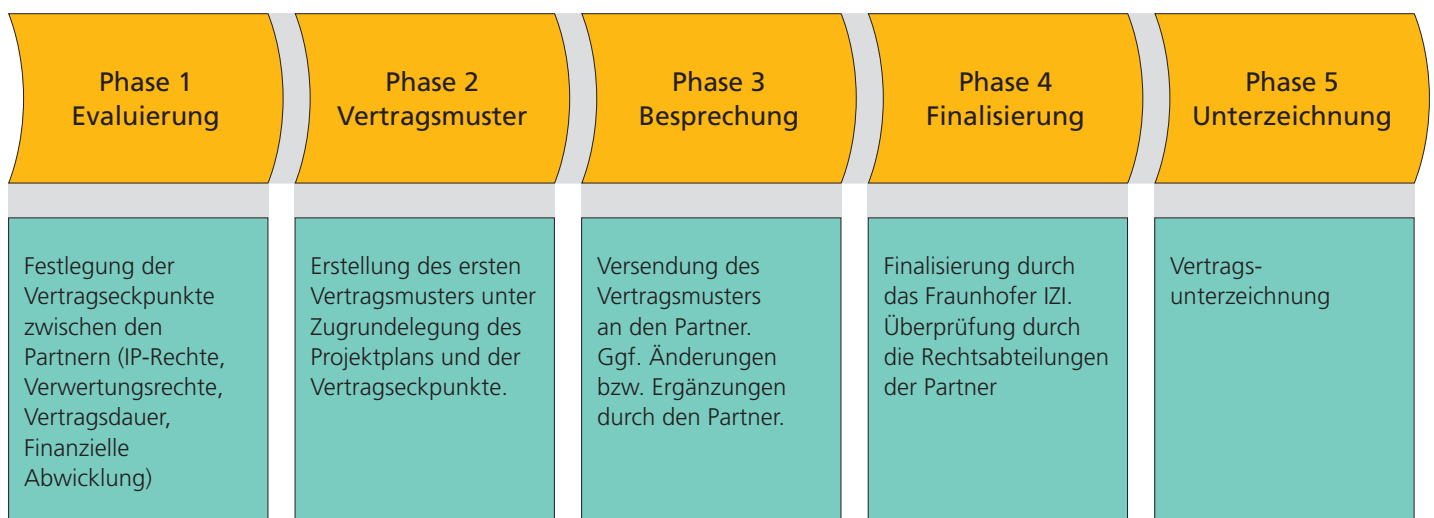 Phase 1
Evaluierung
Phase 2
Vertragsmuster
Phase 3
Besprechung
Phase 4
Finalisierung
Phase 5
Unterzeichnung
Festlegung der
Vertragseckpunkte
zwischen den
Partnern (IP-Rechte,
Verwertungsrechte,
Vertragsdauer,
Finanzielle
Abwicklung)
Erstellung des ersten
Vertragsmusters unter
Zugrundelegung des
Projektplans und der
Vertragseckpunkte.
Versendung des
Vertragsmusters
an den Partner.
Ggf. Änderungen
bzw. Ergänzungen
durch den Partner.
Finalisierung durch
das Fraunhofer IZI.
Überprüfung durch
die Rechtsabteilungen
der Partner
Vertrags-
unterzeichnung